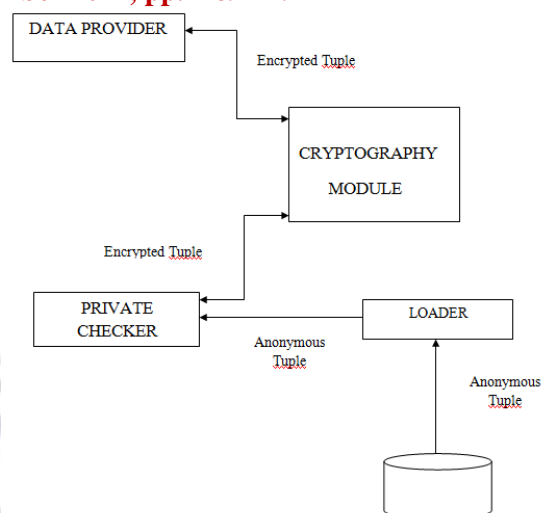 DATA PROVIDER
Encrypted Tuple
CRYPTOGRAPHY
MODULE
Encrypted Tuple
PRIVATE
CHECKER
LOADER
Anonymous
Tuple
Anonymous
Tuple